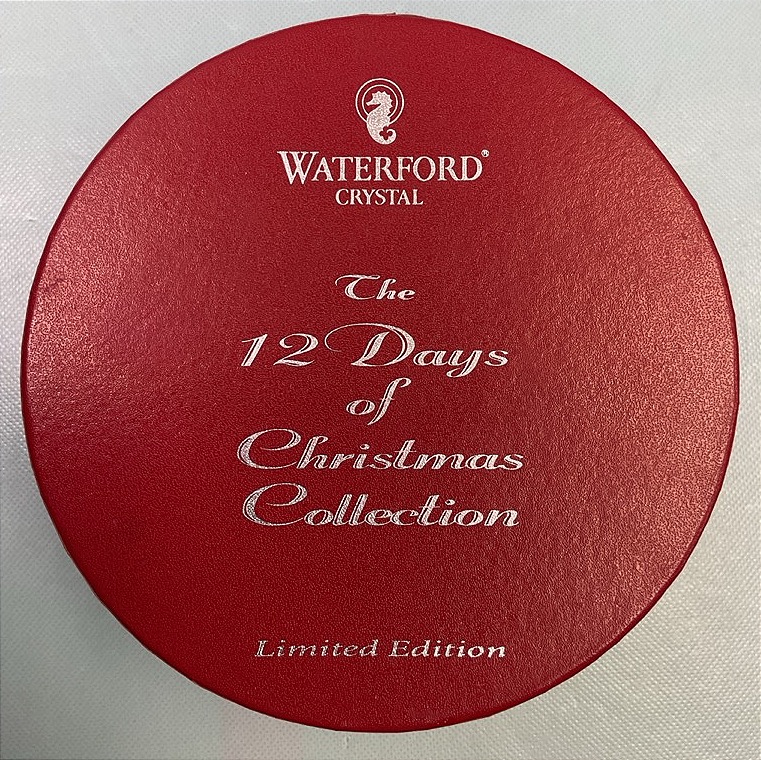 WATERFORD®
CRYSTAL
The
12 Days
of
Christmas
Collection
Limited Edition